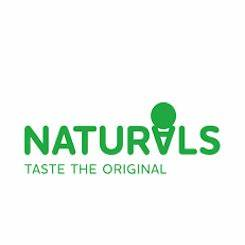 NATURALS
TASTE THE ORIGINAL